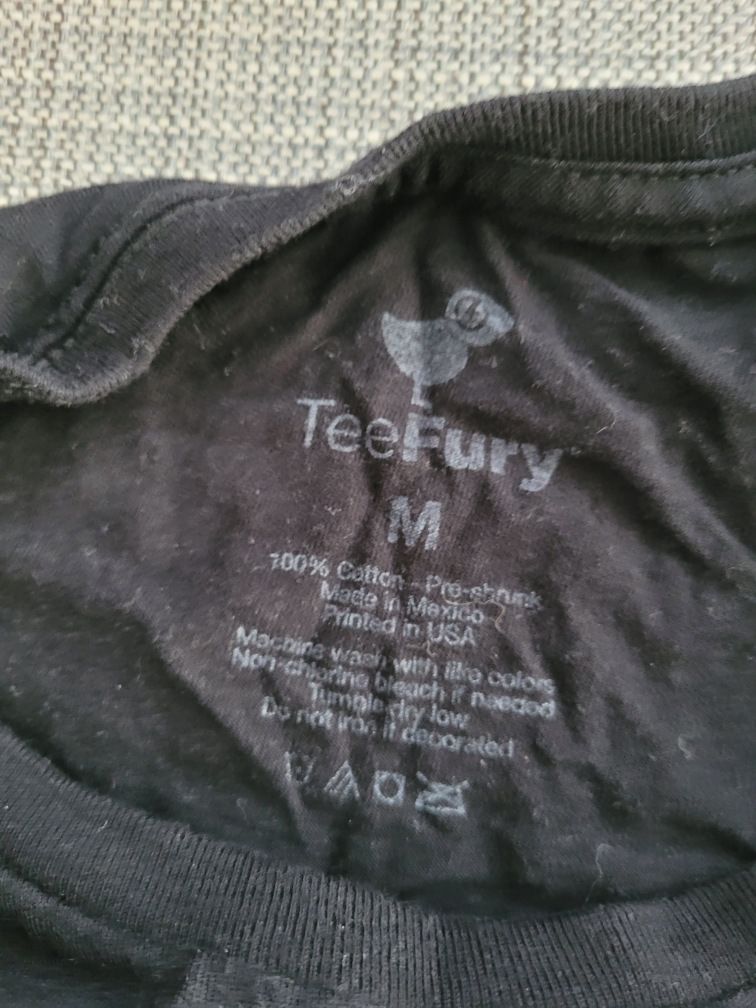 TeeFury
M
100% Cotton - Pre-shrunk
Made in Mexico
Printed in USA
Machine wash with like colors
Non-chlorine bleach if needed
Tumble dry low
Do not iron if decorated